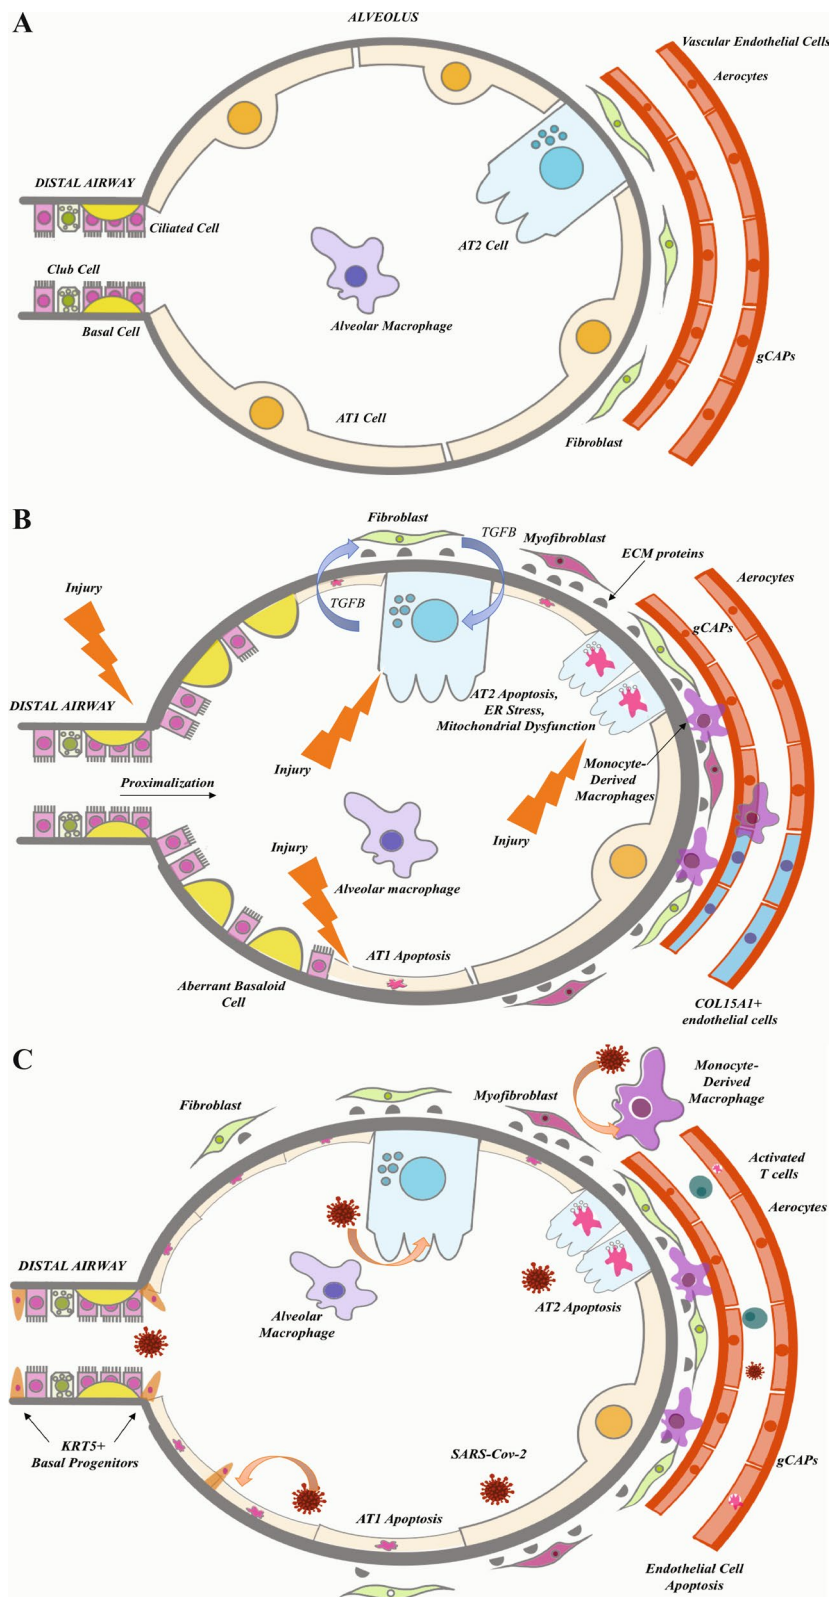 A
ALVEOLUS
Vascular Endothelial Cells
Aerocytes
DISTAL AIRWAY
Ciliated Cell
AT2 Cell
Club Cell
Alveolar Macrophage
Basal Cell
gCAPs
AT1 Cell
Fibroblast
B
Fibroblast
TGFB
Myofibroblast
ECM proteins
Injury
Aerocytes
TGFB
gCAPs
DISTAL AIRWAY
AT2 Apoptosis,
ER Stress,
Mitochondrial Dysfunction
Injury
Monocyte-
Derived
Macrophages
Proximalization
Injury
Injury
Alveolar macrophage
AT1 Apoptosis
Aberrant Basaloid
Cell
COL15A1+
endothelial cells
C
Monocyte-
Derived
Macrophage
Fibroblast
Myofibroblast
Activated
T cells
Aerocytes
DISTAL AIRWAY
Alveolar
Macrophage
AT2 Apoptosis
KRT5+
Basal Progenitors
SARS-Cov-2
gCAPs
AT1 Apoptosis
Endothelial Cell
Apoptosis